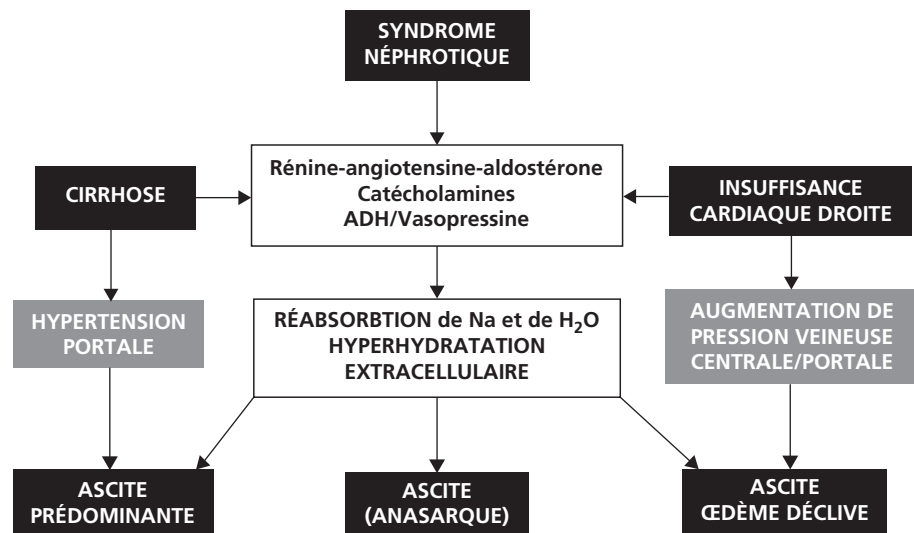 SYNDROME
NÉPHROTIQUE
CIRRHOSE
Rénine-angiotensine-aldostérone
Catécholamines
ADH/Vasopressine
INSUFFISANCE
CARDIAQUE DROITE
HYPERTENSION
PORTALE
RÉABSORBTION de Na et de H₂O
HYPERHYDRATATION
EXTRACELLULAIRE
AUGMENTATION DE
PRESSION VEINEUSE
CENTRALE/PORTALE
ASCITE
PRÉDOMINANTE
ASCITE
(ANASARQUE)
ASCITE
ŒDÈME DÉCLIVE